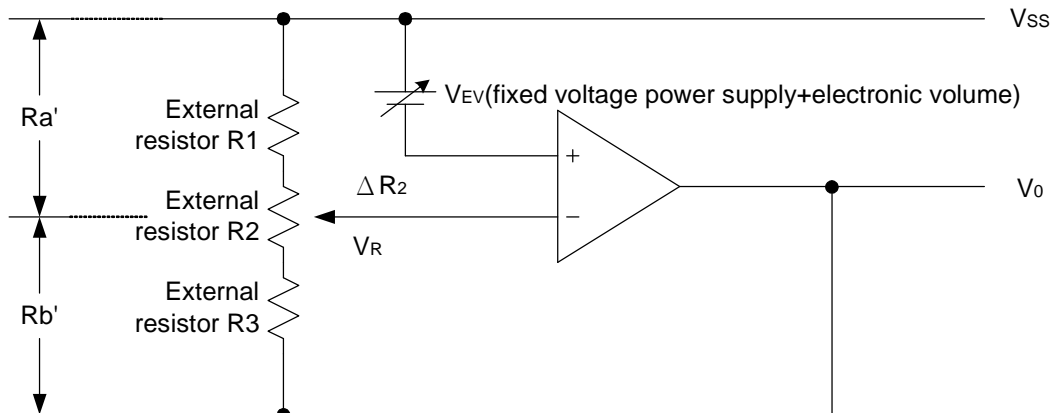 VSS
VEV(fixed voltage power supply+electronic volume)
External
resistor R1
Ra'
+
Δ R2
External
resistor R2
−
V0
VR
External
resistor R3
Rb'